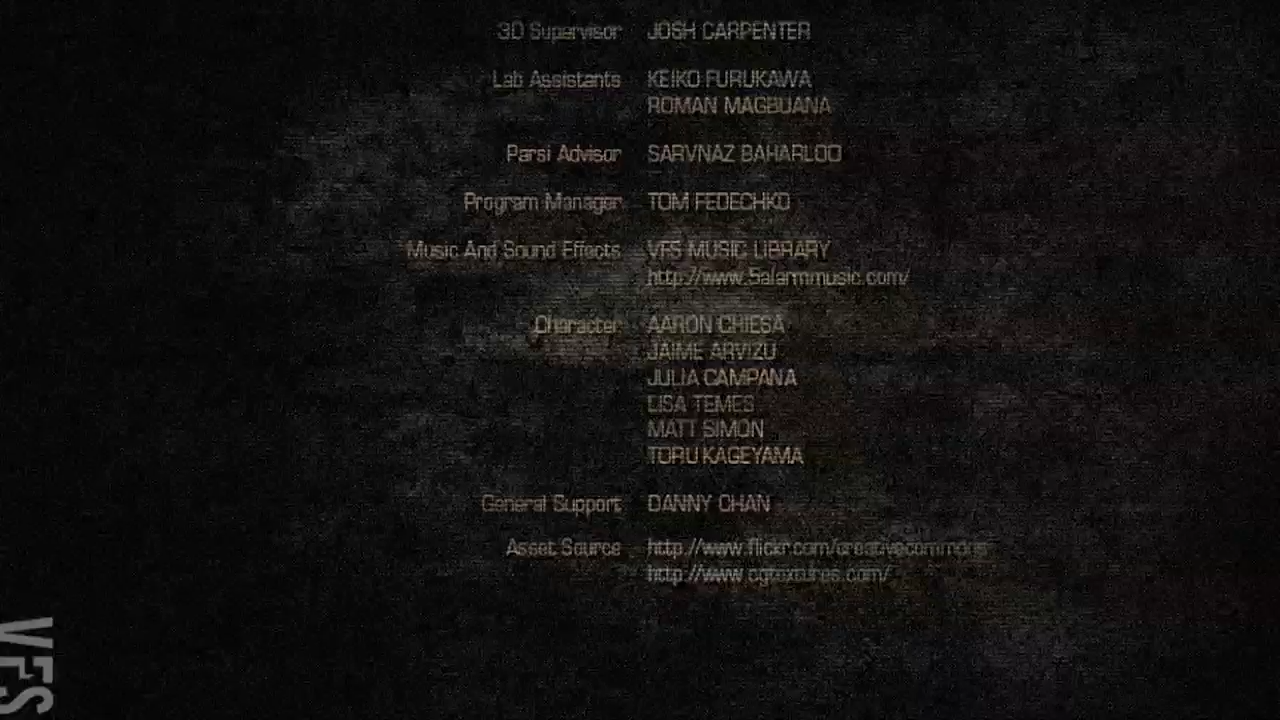 3D Supervisor JOSH CARPENTER
Lab Assistants KEIKO FURUKAWA
ROMAN MAGBUANA
Parsi Advisor SARVNAZ BAHARLOO
Program Manager TOM FEDECHKO
Music And Sound Effects VFS MUSIC LIBRARY
http://www.5alarmmusic.com/
Character AARON CHIESA
JAIME ARVIZU
JULIA CAMPANA
LISA TEMES
MATT SIMON
TORU KAGEYAMA
General Support DANNY CHAN
Asset Source http://www.flickr.com/creativecommons
http://www.cgtextures.com/
VFS